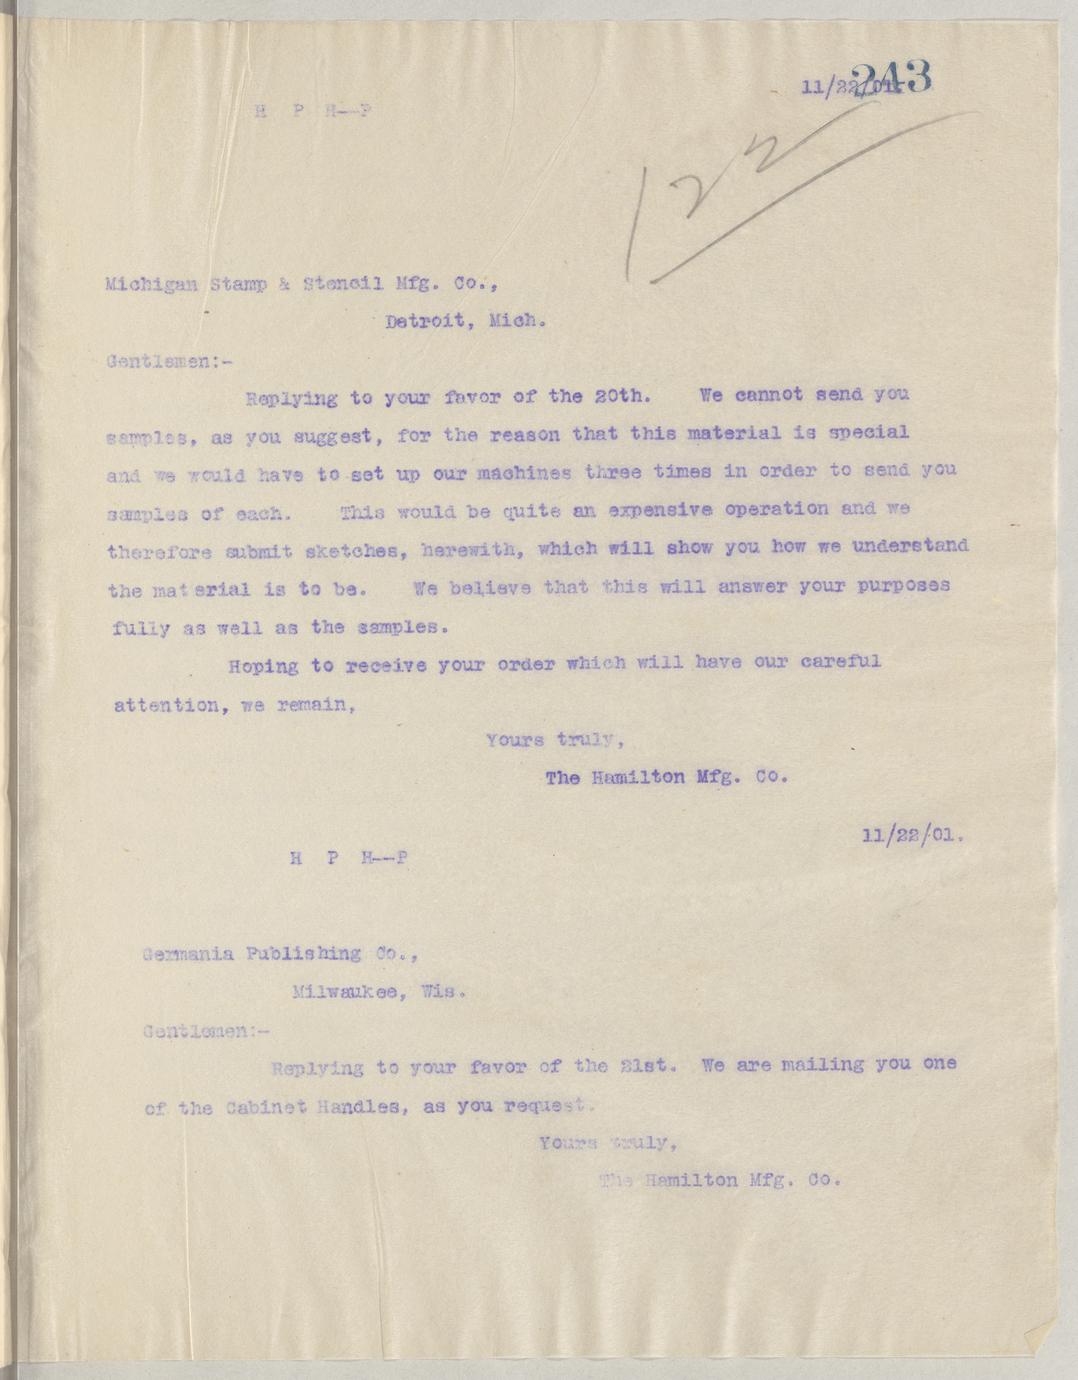 243
11/22/01.
H P H--P
122
Michigan Stamp & Stencil Mfg. Co.,
Detroit, Mich.
Gentlemen:-
Replying to your favor of the 20th. We cannot send you
samples, as you suggest, for the reason that this material is special
and we would have to set up our machines three times in order to send you
samples of each. This would be quite an expensive operation and we
therefore submit sketches, herewith, which will show you how we understand
the material is to be. We believe that this will answer your purposes
fully as well as the samples.
Hoping to receive your order which will have our careful
attention, we remain,
Yours truly,
The Hamilton Mfg. Co.
11/22/01.
H P H--P
Germania Publishing Co.,
Milwaukee, Wis.
Gentlemen:-
Replying to your favor of the 21st. We are mailing you one
of the Cabinet Handles, as you request.
Yours truly,
The Hamilton Mfg. Co.